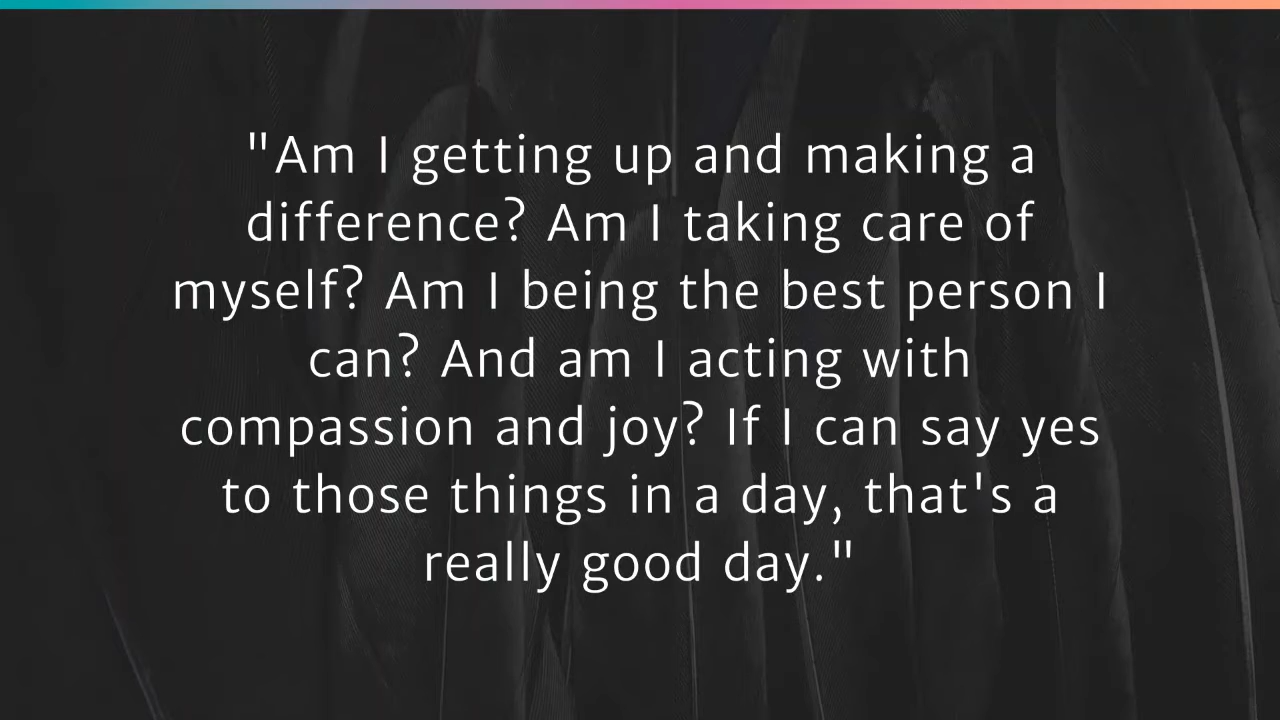 "Am I getting up and making a
difference? Am I taking care of
myself? Am I being the best person I
can? And am I acting with
compassion and joy? If I can say yes
to those things in a day, that's a
really good day."